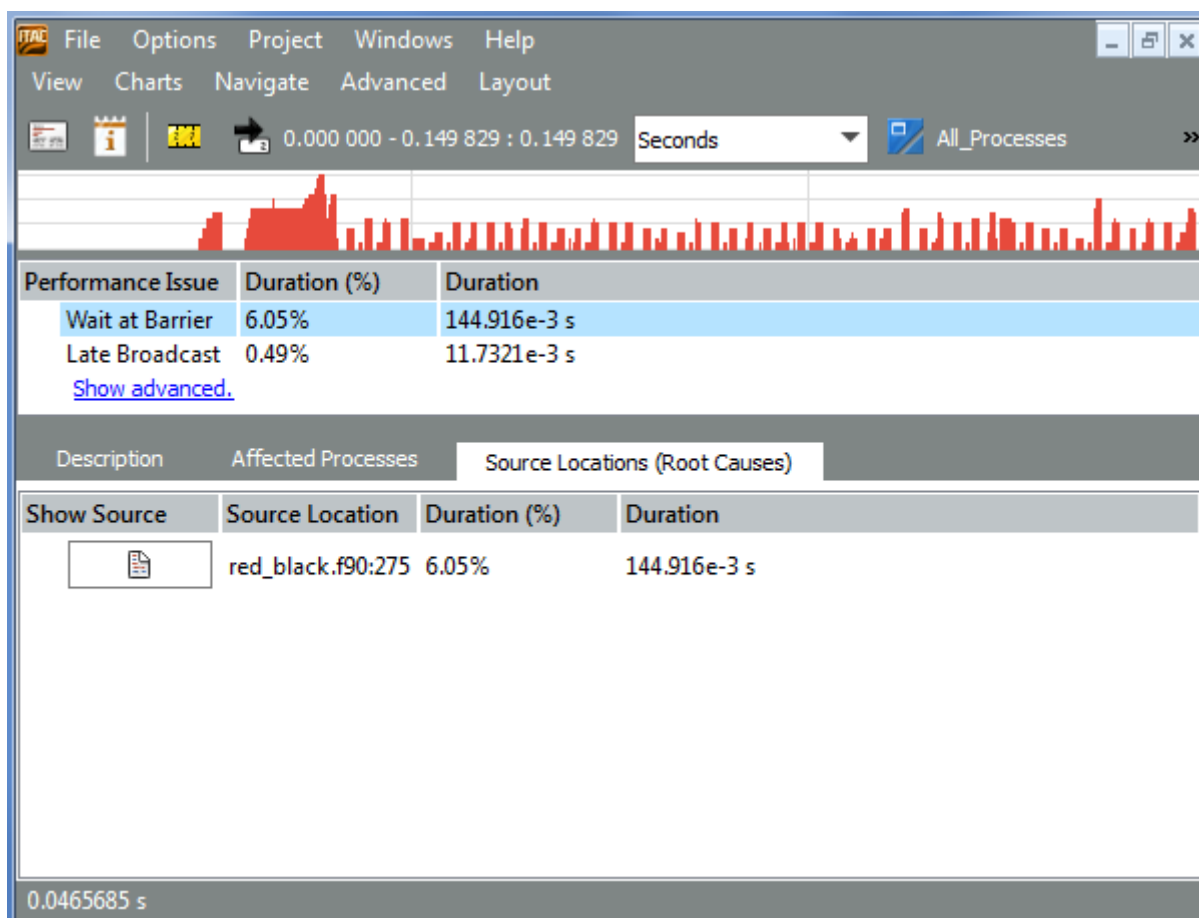 ITAC File Options Project Windows Help
View Charts Navigate Advanced Layout
0.000 000 - 0.149 829 : 0.149 829 Seconds All_Processes »
Performance Issue Duration (%) Duration
Wait at Barrier 6.05% 144.916e-3 s
Late Broadcast 0.49% 11.7321e-3 s
Show advanced.
Description Affected Processes Source Locations (Root Causes)
Show Source Source Location Duration (%) Duration
red_black.f90:275 6.05% 144.916e-3 s
0.0465685 s